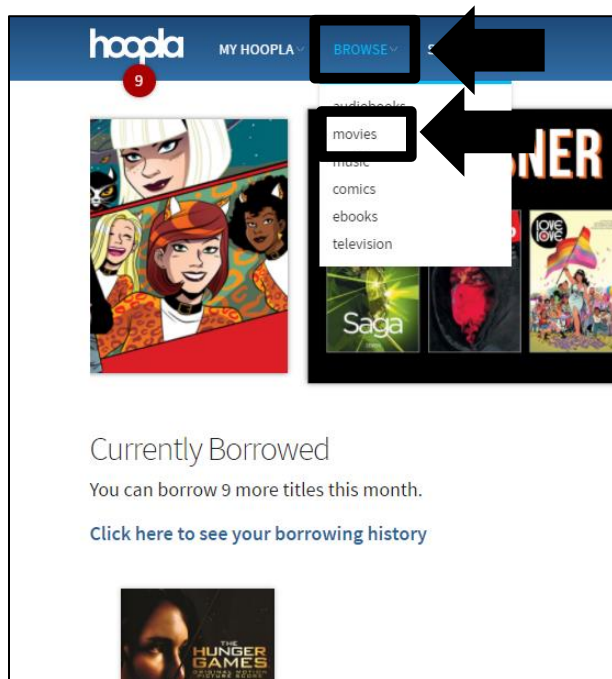 hoopla MY HOOPLA BROWSE
9
audiobooks
movies
music
comics
ebooks
television
NER
LOVE
LOVE
Saga
Currently Borrowed
You can borrow 9 more titles this month.
Click here to see your borrowing history
THE
HUNGER
GAMES
ORIGINAL MOTION
PICTURE SCORE